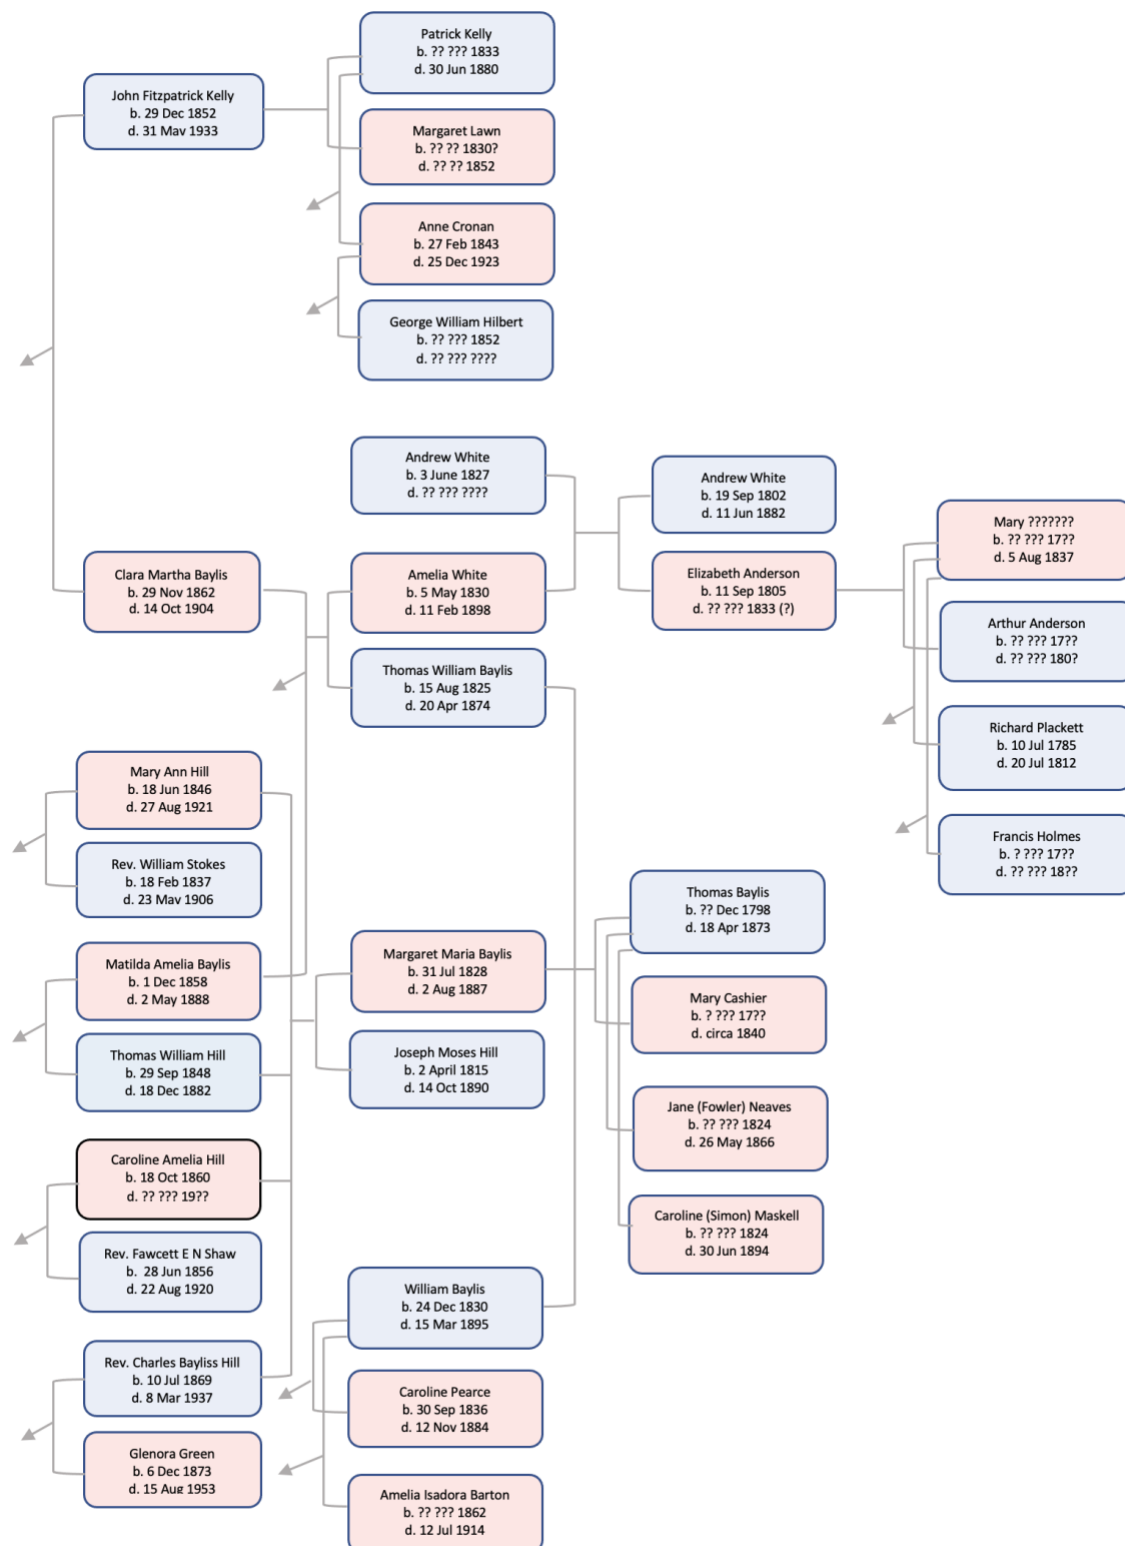 Patrick Kelly
b. ?? ??? 1833
d. 30 Jun 1880
John Fitzpatrick Kelly
b. 29 Dec 1852
d. 31 May 1933
Margaret Lawn
b. ?? ?? 1830?
d. ?? ?? 1852
Anne Cronan
b. 27 Feb 1843
d. 25 Dec 1923
George William Hilbert
b. ?? ??? 1852
d. ?? ??? ????
Andrew White
b. 3 June 1827
d. ?? ??? ????
Andrew White
b. 19 Sep 1802
d. 11 Jun 1882
Mary ???????
b. ?? ??? 17??
d. 5 Aug 1837
Clara Martha Baylis
b. 29 Nov 1862
d. 14 Oct 1904
Amelia White
b. 5 May 1830
d. 11 Feb 1898
Elizabeth Anderson
b. 11 Sep 1805
d. ?? ??? 1833 (?)
Arthur Anderson
b. ?? ??? 17??
d. ?? ??? 180?
Thomas William Baylis
b. 15 Aug 1825
d. 20 Apr 1874
Richard Plackett
b. 10 Jul 1785
d. 20 Jul 1812
Mary Ann Hill
b. 18 Jun 1846
d. 27 Aug 1921
Francis Holmes
b. ? ??? 17??
d. ?? ??? 18??
Rev. William Stokes
b. 18 Feb 1837
d. 23 May 1906
Thomas Baylis
b. ?? Dec 1798
d. 18 Apr 1873
Matilda Amelia Baylis
b. 1 Dec 1858
d. 2 May 1888
Margaret Maria Baylis
b. 31 Jul 1828
d. 2 Aug 1887
Mary Cashier
b. ? ??? 17??
d. circa 1840
Thomas William Hill
b. 29 Sep 1848
d. 18 Dec 1882
Joseph Moses Hill
b. 2 April 1815
d. 14 Oct 1890
Jane (Fowler) Neaves
b. ?? ??? 1824
d. 26 May 1866
Caroline Amelia Hill
b. 18 Oct 1860
d. ?? ??? 19??
Caroline (Simon) Maskell
b. ?? ??? 1824
d. 30 Jun 1894
Rev. Fawcett E N Shaw
b. 28 Jun 1856
d. 22 Aug 1920
William Baylis
b. 24 Dec 1830
d. 15 Mar 1895
Rev. Charles Bayliss Hill
b. 10 Jul 1869
d. 8 Mar 1937
Caroline Pearce
b. 30 Sep 1836
d. 12 Nov 1884
Glenora Green
b. 6 Dec 1873
d. 15 Aug 1953
Amelia Isadora Barton
b. ?? ??? 1862
d. 12 Jul 1914